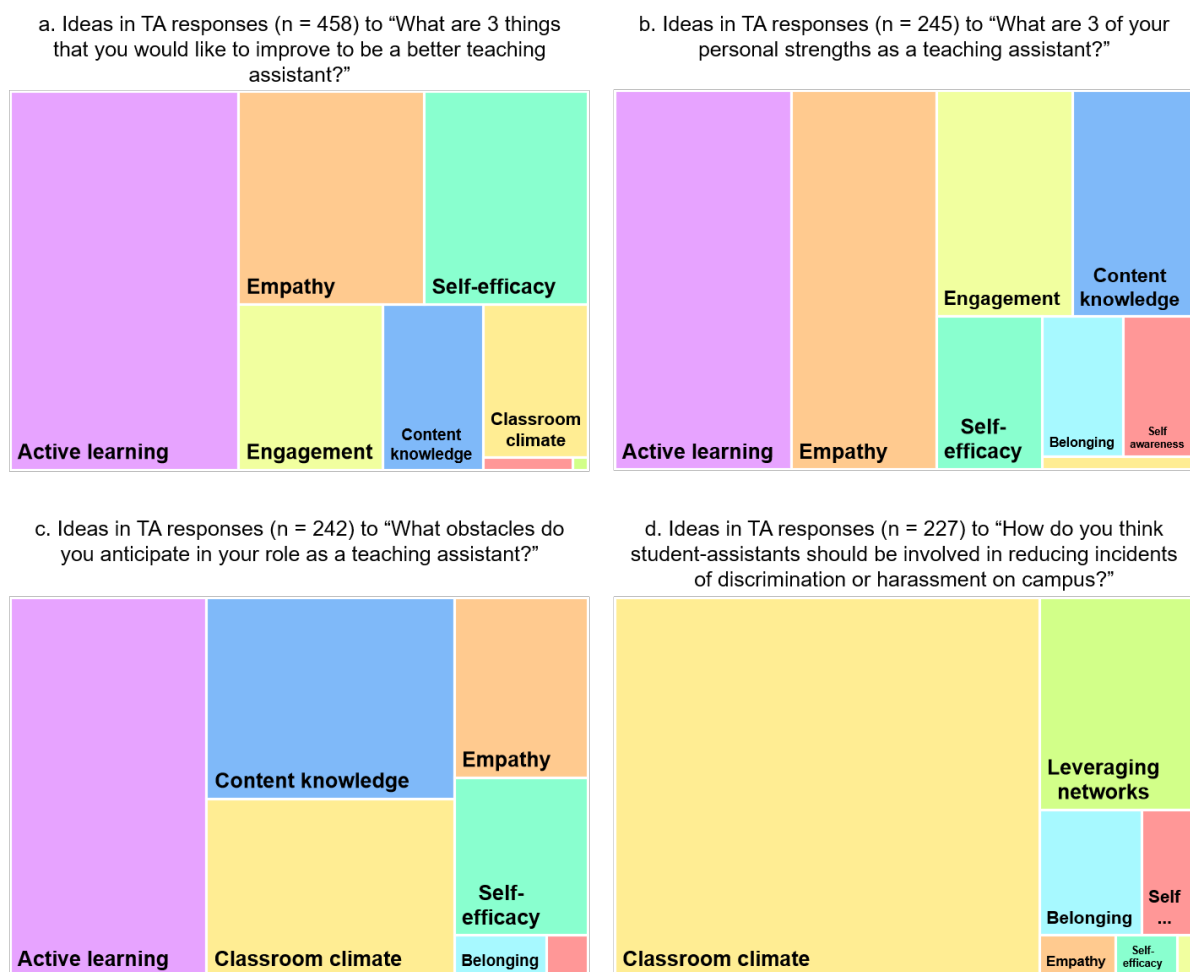 a. Ideas in TA responses (n = 458) to “What are 3 things
that you would like to improve to be a better teaching
assistant?”
Empathy
Self-efficacy
Active learning
Engagement
Content
knowledge
Classroom
climate
b. Ideas in TA responses (n = 245) to “What are 3 of your
personal strengths as a teaching assistant?”
Engagement
Content
knowledge
Active learning
Empathy
Self-
efficacy
Belonging
Self
awareness
c. Ideas in TA responses (n = 242) to “What obstacles do
you anticipate in your role as a teaching assistant?”
Content knowledge
Empathy
Self-
efficacy
Active learning
Classroom climate
Belonging
d. Ideas in TA responses (n = 227) to “How do you think
student-assistants should be involved in reducing incidents
of discrimination or harassment on campus?”
Leveraging
networks
Belonging
Self
...
Classroom climate
Empathy
Self-
efficacy